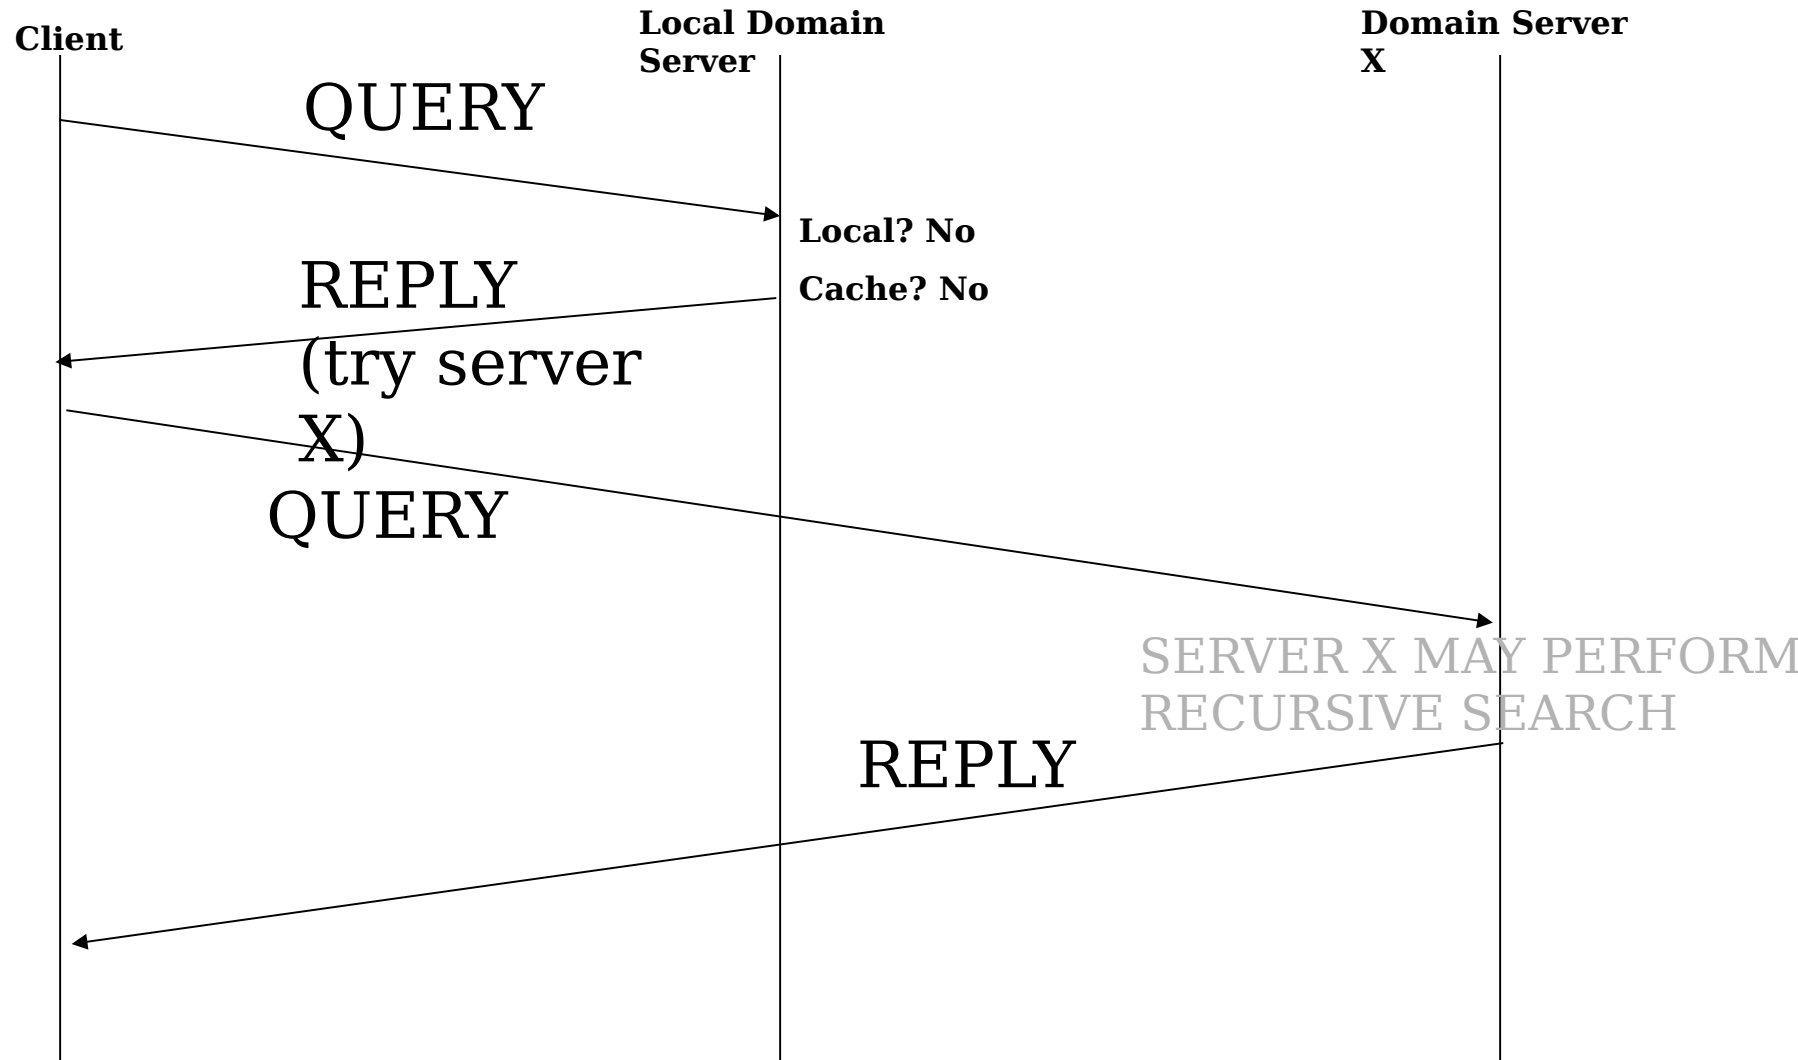 Client
Local Domain
Server
Domain Server
X
QUERY
Local? No
Cache? No
REPLY
(try server
X)
QUERY
SERVER X MAY PERFORM
RECURSIVE SEARCH
REPLY